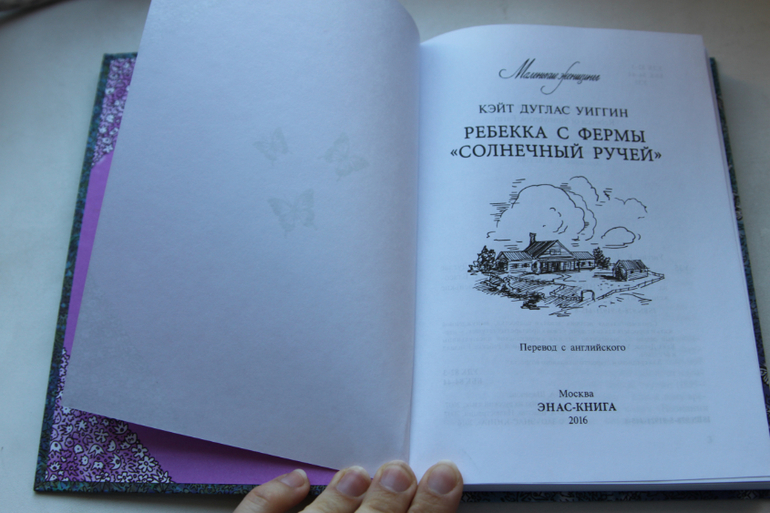 Маленькие женщины
КЭЙТ ДУГЛАС УИГГИН
РЕБЕККА С ФЕРМЫ
«СОЛНЕЧНЫЙ РУЧЕЙ»
Перевод с английского
Москва
ЭНАС-КНИГА
2016